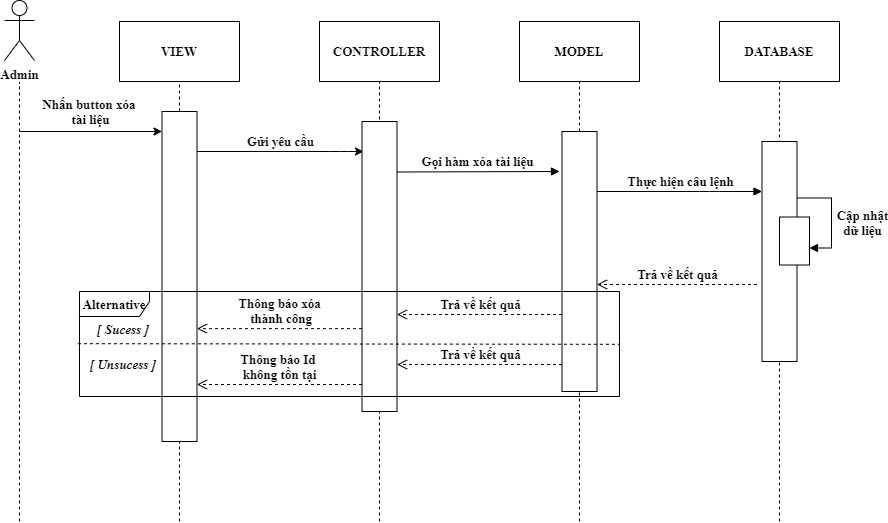 Admin
VIEW
CONTROLLER
MODEL
DATABASE
Nhấn button xóa
tài liệu
Gửi yêu cầu
Gọi hàm xóa tài liệu
Thực hiện câu lệnh
Cập nhật
dữ liệu
Trả về kết quả
Alternative
Thông báo xóa
thành công
Trả về kết quả
[ Sucess ]
[ Unsucess ]
Thông báo Id
không tồn tại
Trả về kết quả